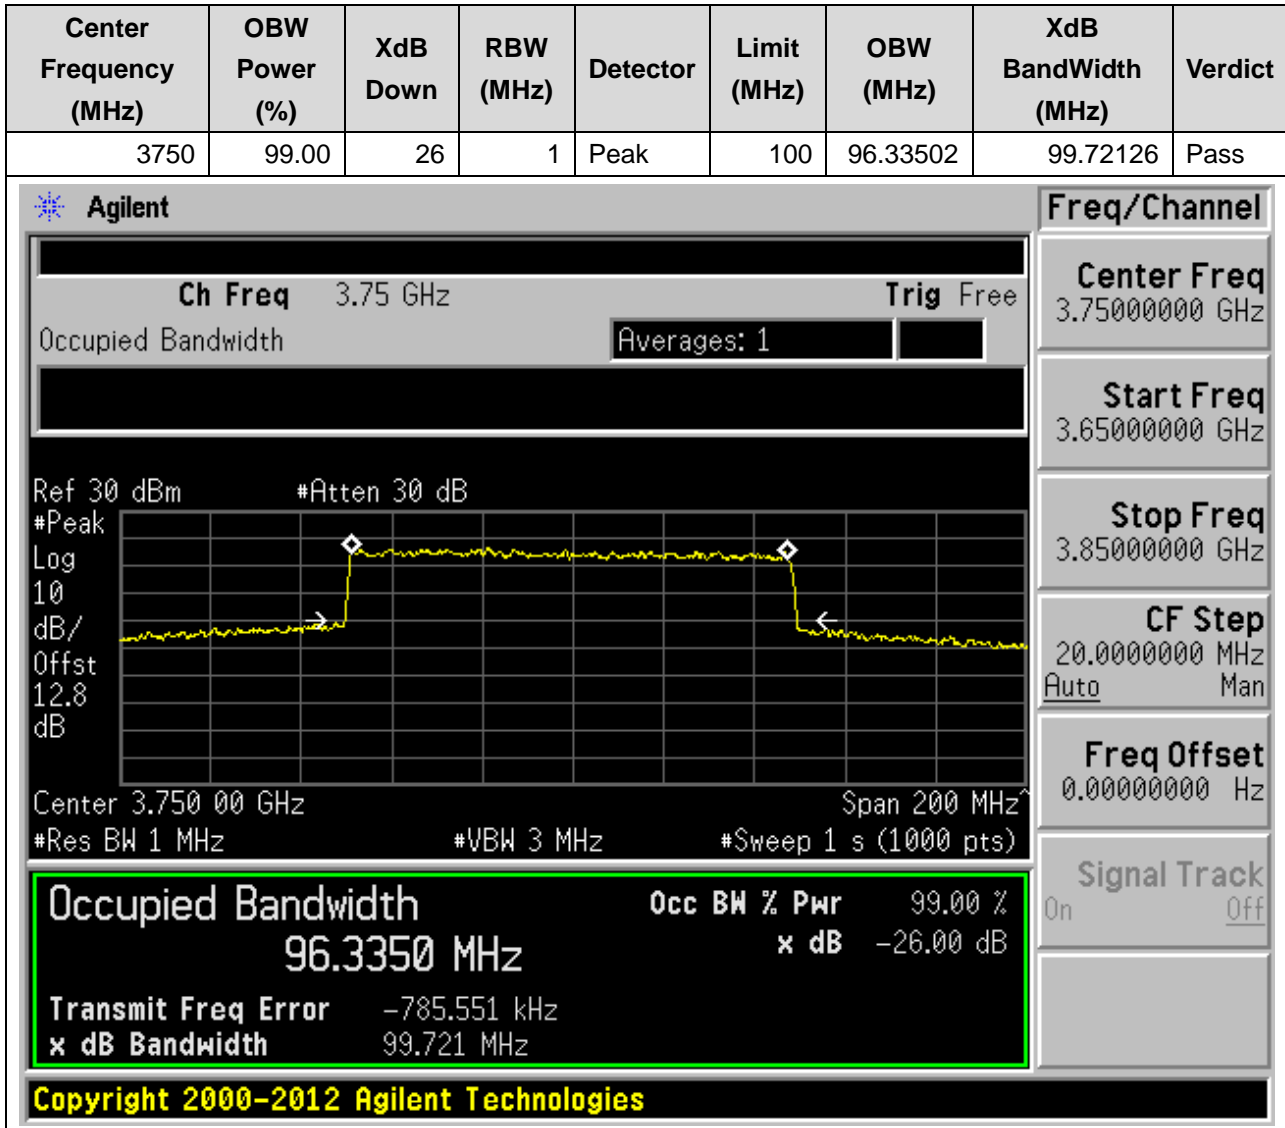 Center Frequency (MHz) OBW Power (%) XdB Down RBW (MHz) Detector Limit (MHz) OBW (MHz) XdB BandWidth (MHz) Verdict
3750 99.00 26 1 Peak 100 96.33502 99.72126 Pass
Agilent
Freq/Channel
Ch Freq 3.75 GHz Trig Free
Occupied Bandwidth Averages: 1
Center Freq
3.75000000 GHz
Start Freq
3.65000000 GHz
Stop Freq
3.85000000 GHz
CF Step
20.0000000 MHz
Auto Man
Freq Offset
0.00000000 Hz
Signal Track
On Off
Ref 30 dBm #Atten 30 dB
#Peak
Log
10
dB/
Offst
12.8
dB
Center 3.750 00 GHz Span 200 MHz^
#Res BW 1 MHz #VBW 3 MHz #Sweep 1 s (1000 pts)
Occupied Bandwidth
96.3350 MHz
Occ BW % Pwr 99.00 %
x dB -26.00 dB
Transmit Freq Error -785.551 kHz
x dB Bandwidth 99.721 MHz
Copyright 2000-2012 Agilent Technologies